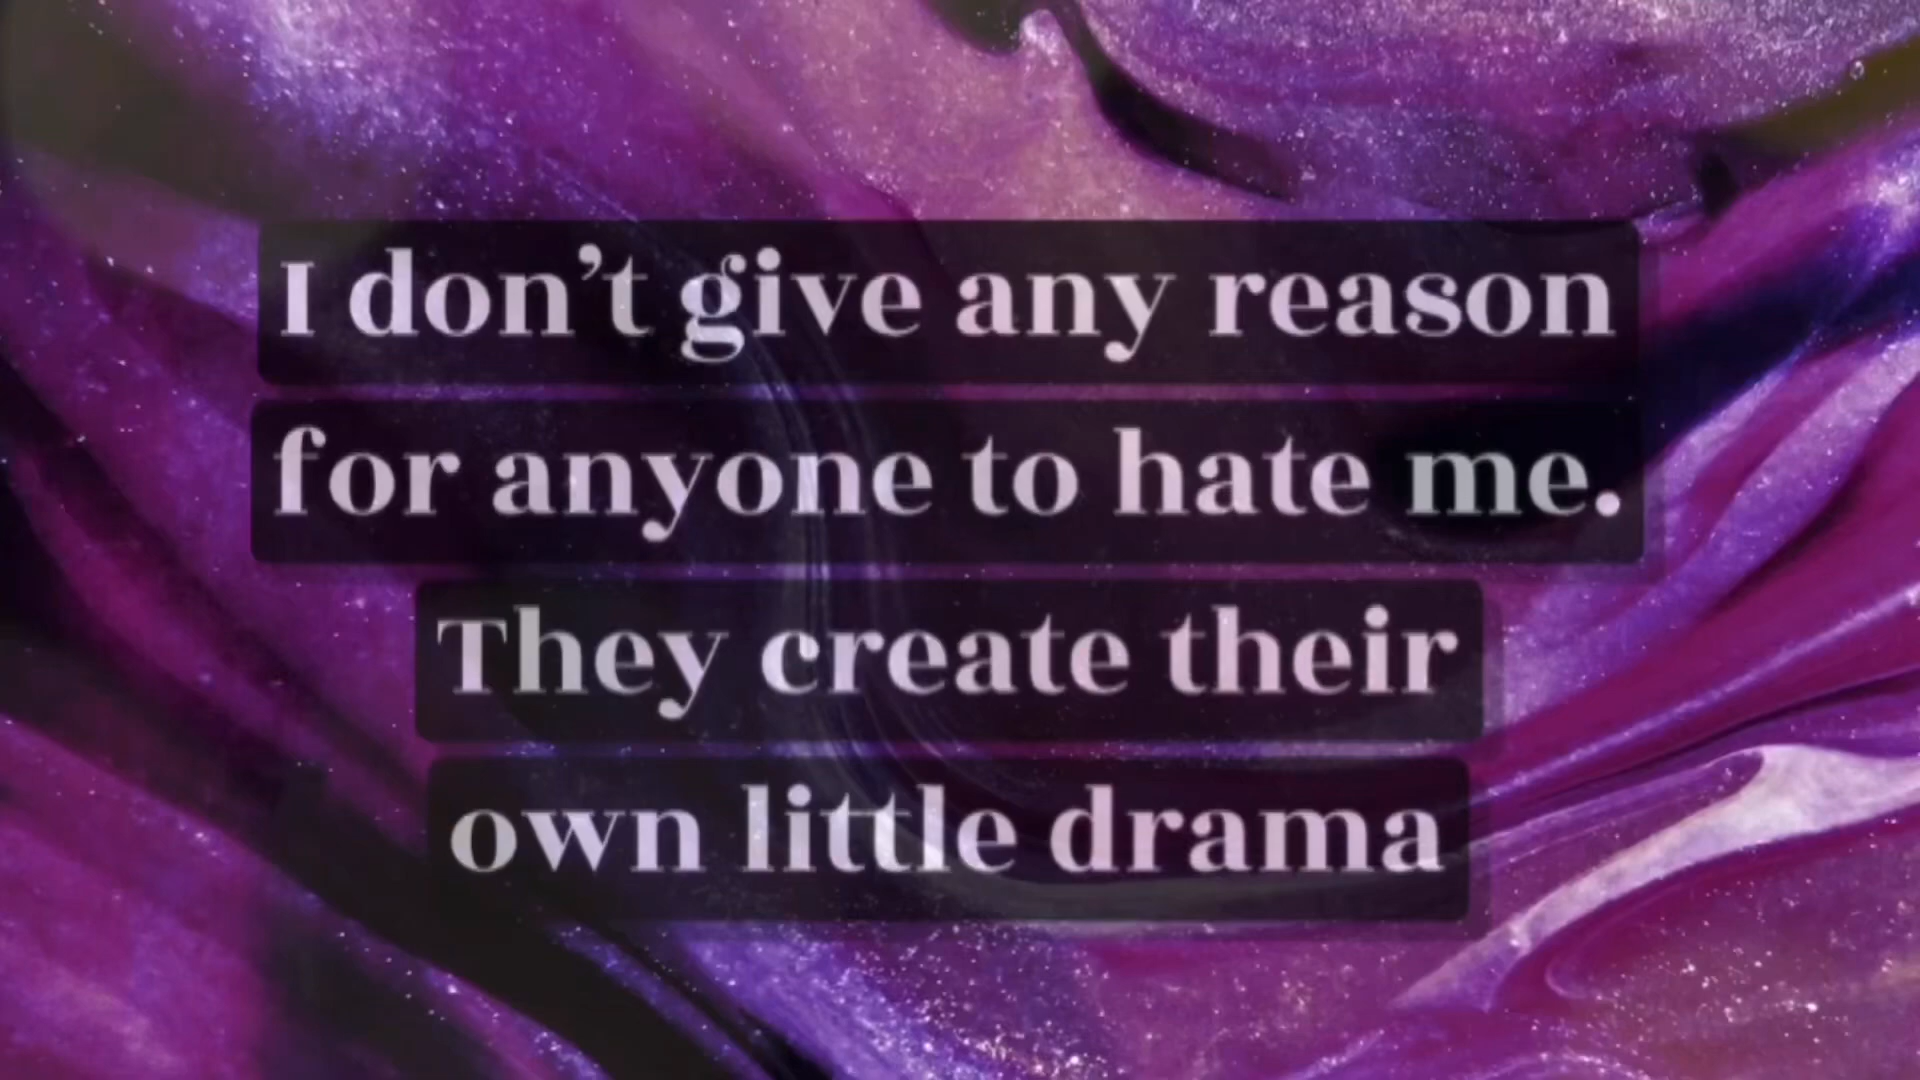 I don’t give any reason
for anyone to hate me.
They create their
own little drama